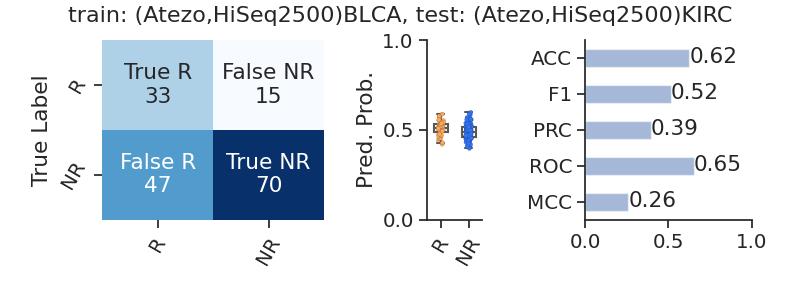 train: (Atezo,HiSeq2500)BLCA, test: (Atezo,HiSeq2500)KIRC
True Label
R
NR
True R
33
False NR
15
False R
47
True NR
70
R
NR
Pred. Prob.
1.0
0.5
0.0
R
NR
ACC
0.62
F1
0.52
PRC
0.39
ROC
0.65
MCC
0.26
0.0
0.5
1.0